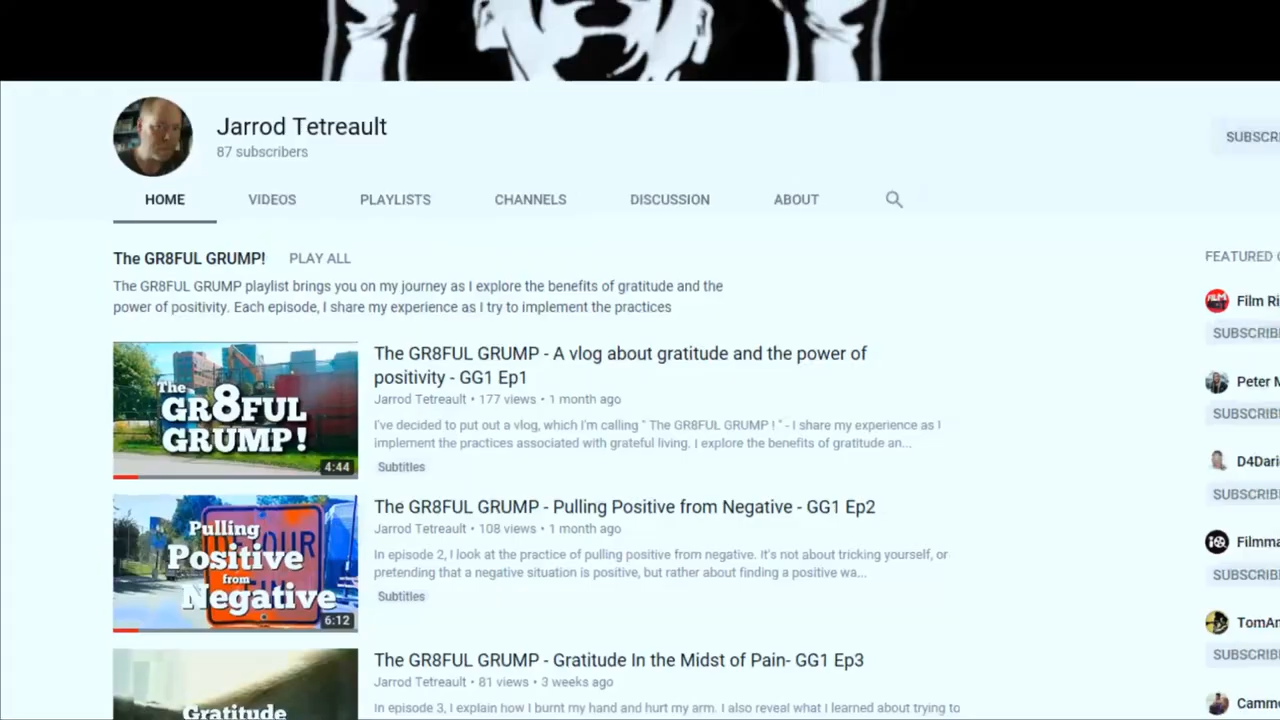 Jarrod Tetreault
87 subscribers
SUBSCRI
HOME VIDEOS PLAYLISTS CHANNELS DISCUSSION ABOUT
The GR8FUL GRUMP! PLAY ALL
The GR8FUL GRUMP playlist brings you on my journey as I explore the benefits of gratitude and the
power of positivity. Each episode, I share my experience as I try to implement the practices
The
GR8FUL
GRUMP!
4:44
The GR8FUL GRUMP - A vlog about gratitude and the power of
positivity - GG1 Ep1
Jarrod Tetreault • 177 views • 1 month ago
I've decided to put out a vlog, which I'm calling " The GR8FUL GRUMP ! " - I share my experience as I
implement the practices associated with grateful living. I explore the benefits of gratitude an...
Subtitles
Pulling
Positive
from
Negative
DETOUR
6:12
The GR8FUL GRUMP - Pulling Positive from Negative - GG1 Ep2
Jarrod Tetreault • 108 views • 1 month ago
In episode 2, I look at the practice of pulling positive from negative. It's not about tricking yourself, or
pretending that a negative situation is positive, but rather about finding a positive wa...
Subtitles
Gratitude
The GR8FUL GRUMP - Gratitude In the Midst of Pain- GG1 Ep3
Jarrod Tetreault • 81 views • 3 weeks ago
In episode 3, I explain how I burnt my hand and hurt my arm. I also reveal what I learned about trying to
FEATURED C
Film Ri
SUBSCRIB
Peter M
SUBSCRIB
D4Dari
SUBSCRIB
Filmma
SUBSCRIB
TomAn
SUBSCRIB
Camm